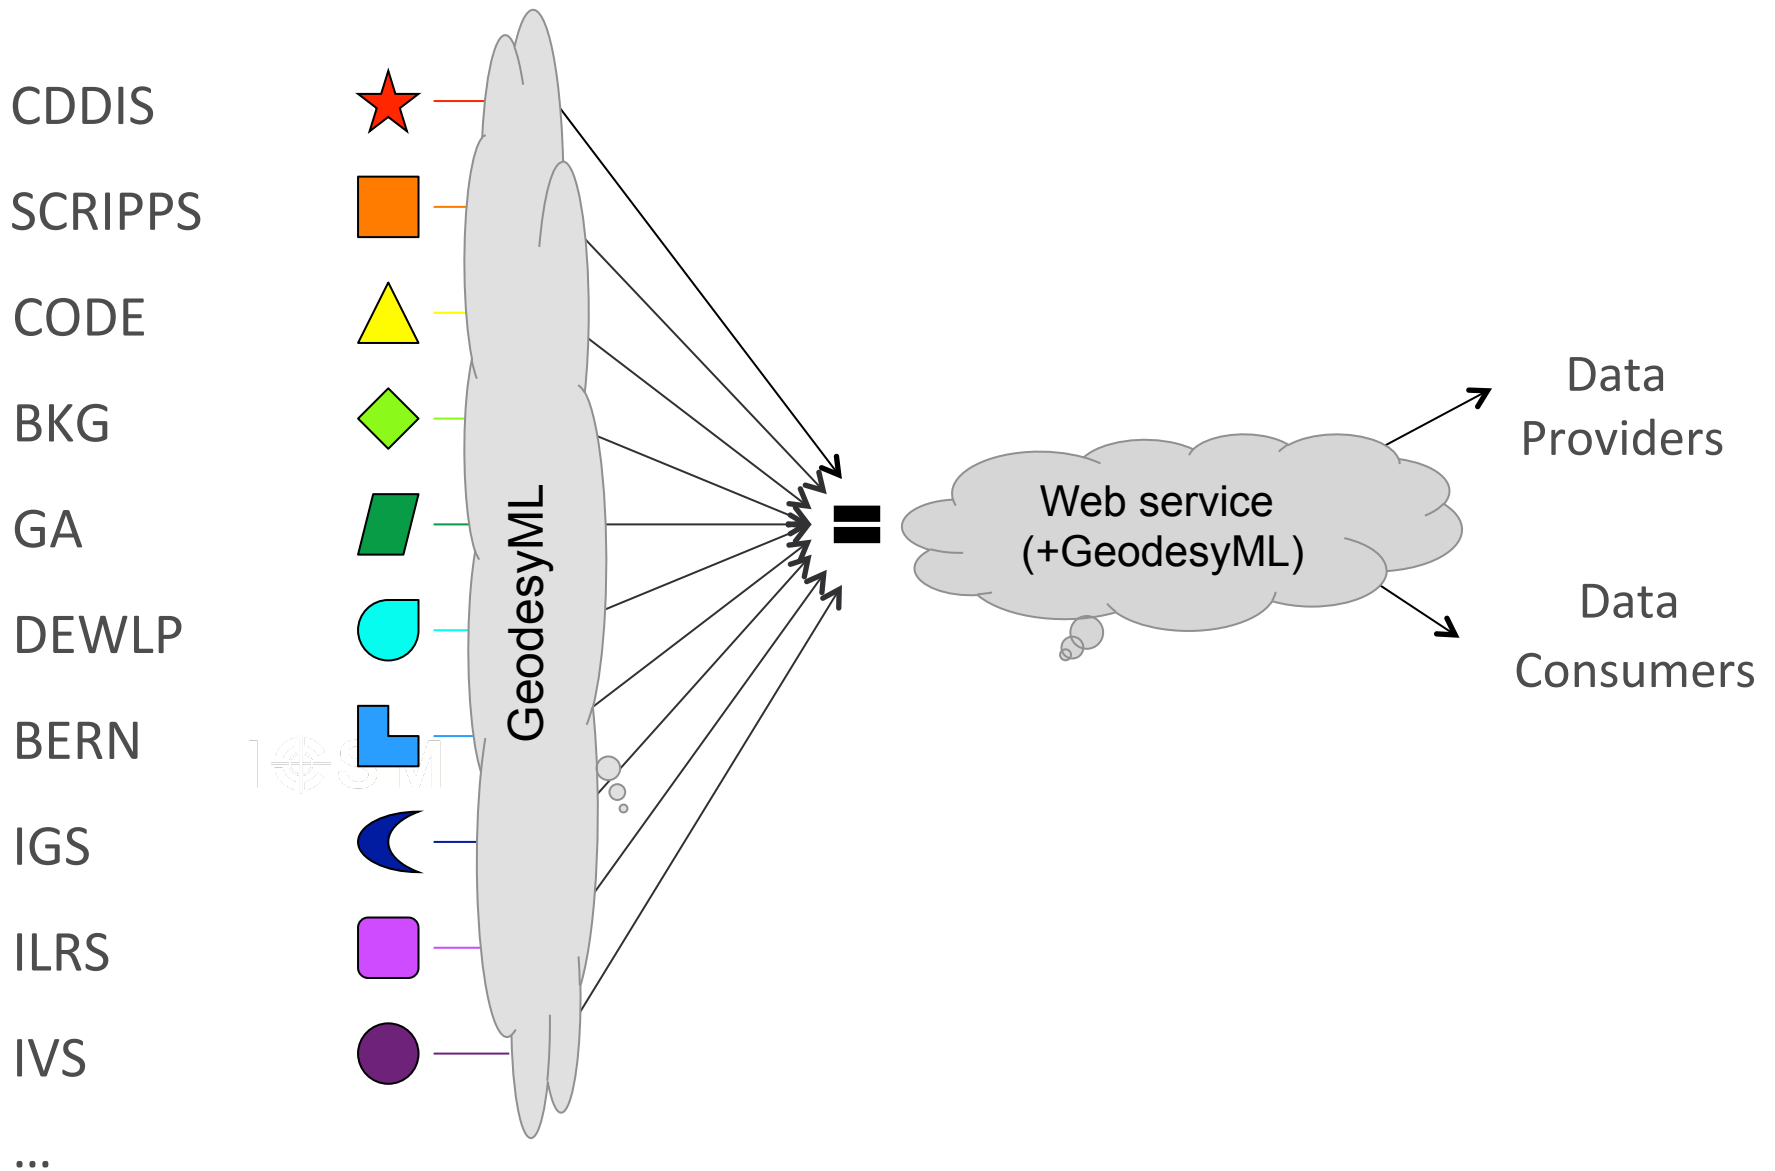 CDDIS
SCRIPPS
CODE
BKG
GA
DEWLP
BERN
IGS
ILRS
IVS
...
GeodesyML
=
Web service
(+GeodesyML)
Data
Providers
Data
Consumers